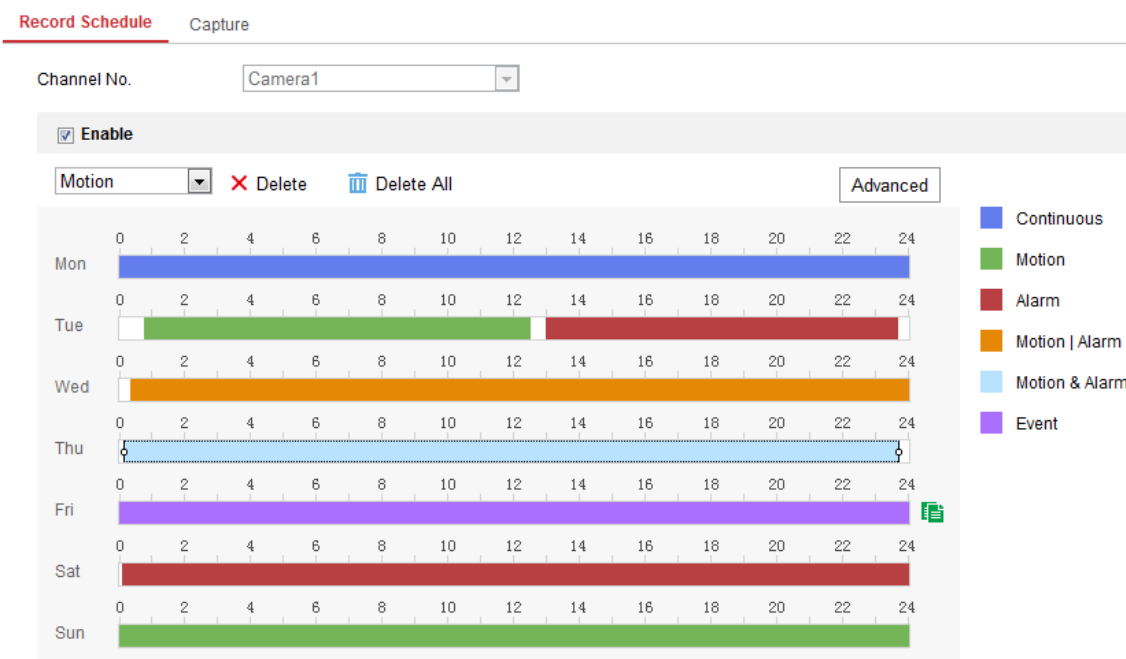 Record Schedule Capture
Channel No. Camera1
Enable
Motion Delete Delete All Advanced
0 2 4 6 8 10 12 14 16 18 20 22 24
Mon
0 2 4 6 8 10 12 14 16 18 20 22 24
Tue
0 2 4 6 8 10 12 14 16 18 20 22 24
Wed
0 2 4 6 8 10 12 14 16 18 20 22 24
Thu
0 2 4 6 8 10 12 14 16 18 20 22 24
Fri
0 2 4 6 8 10 12 14 16 18 20 22 24
Sat
0 2 4 6 8 10 12 14 16 18 20 22 24
Sun
Continuous
Motion
Alarm
Motion | Alarm
Motion & Alarm
Event